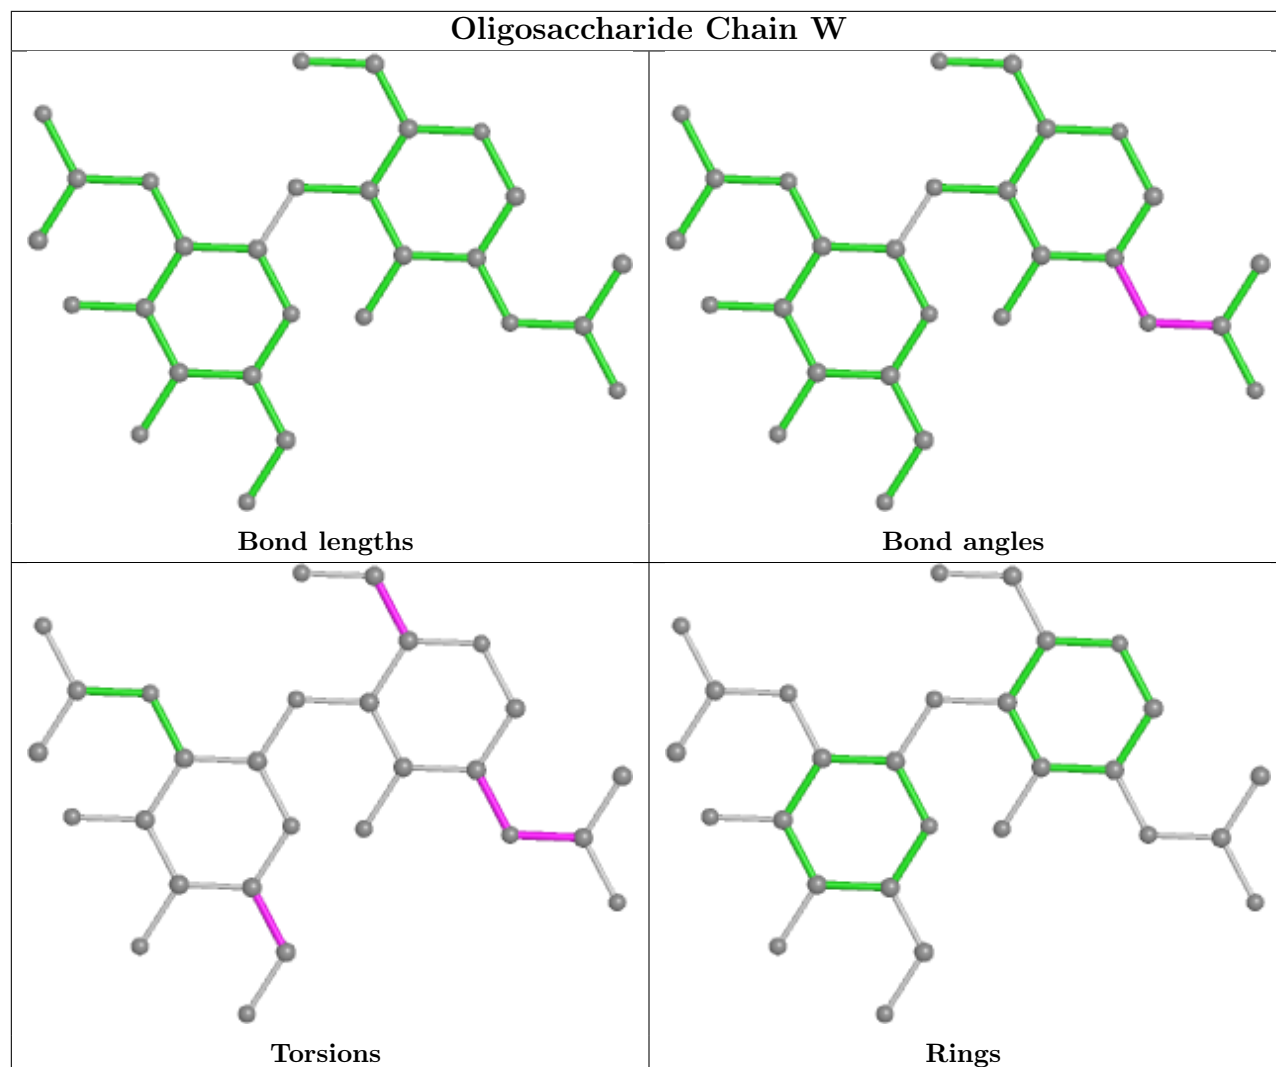 Oligosaccharide Chain W
Bond lengths
Bond angles
Torsions
Rings